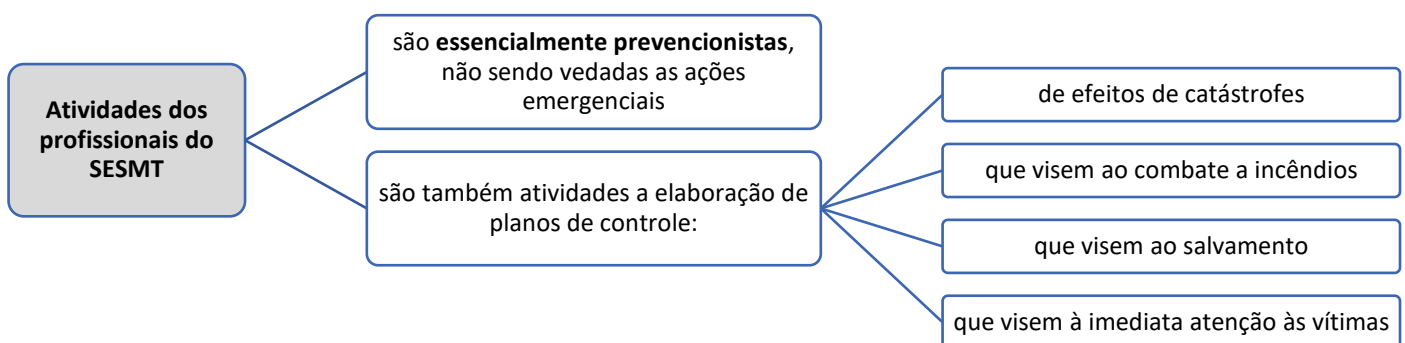 Atividades dos
profissionais do
SESMT
são essencialmente prevencionistas,
não sendo vedadas as ações
emergenciais
são também atividades a elaboração de
planos de controle:
de efeitos de catástrofes
que visem ao combate a incêndios
que visem ao salvamento
que visem à imediata atenção às vítimas